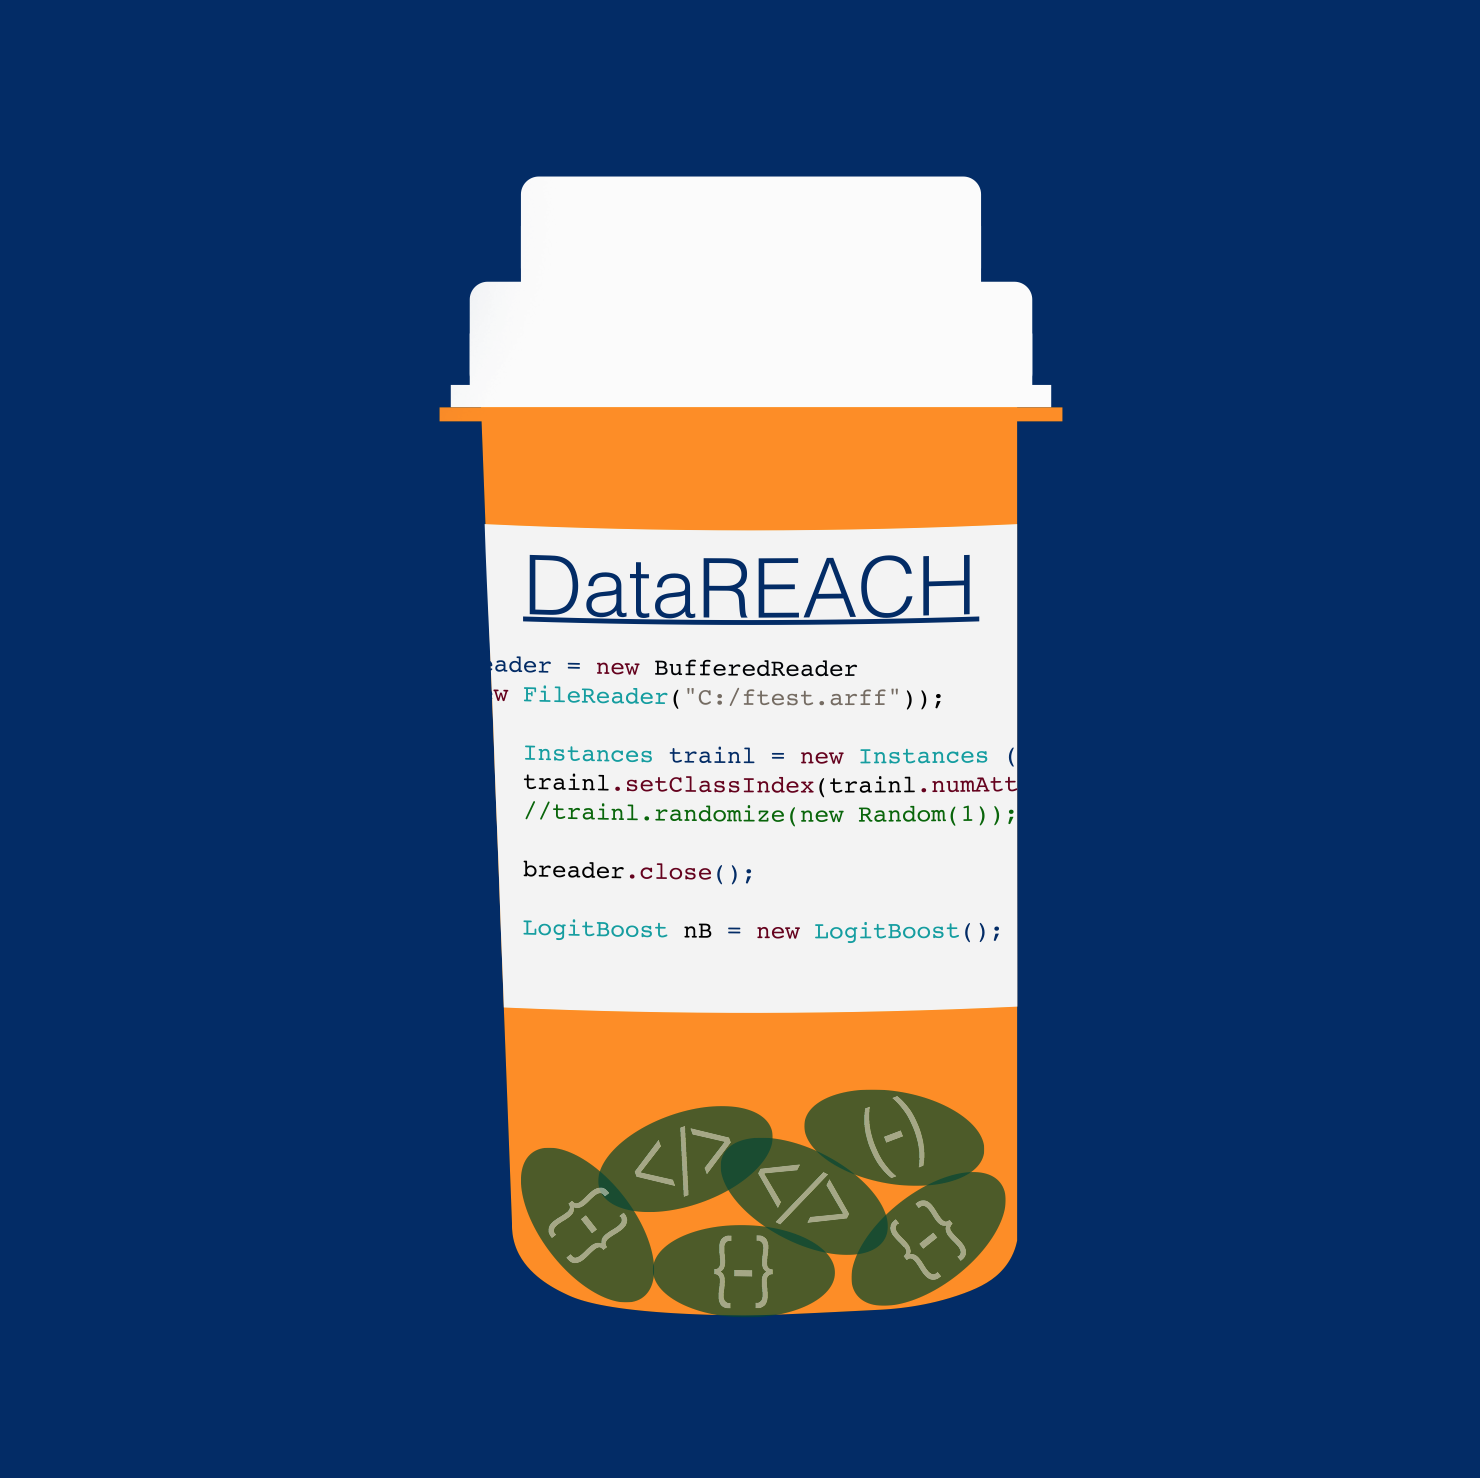 DataREACH
eader = new BufferedReader
w FileReader("C:/ftest.arff"));
Instances trainl = new Instances (
trainl.setClassIndex(trainl.numAtt
//trainl.randomize(new Random(1));
breader.close();
LogitBoost nB = new LogitBoost();
</>
(-)
</>
{-}
{-}
{-}